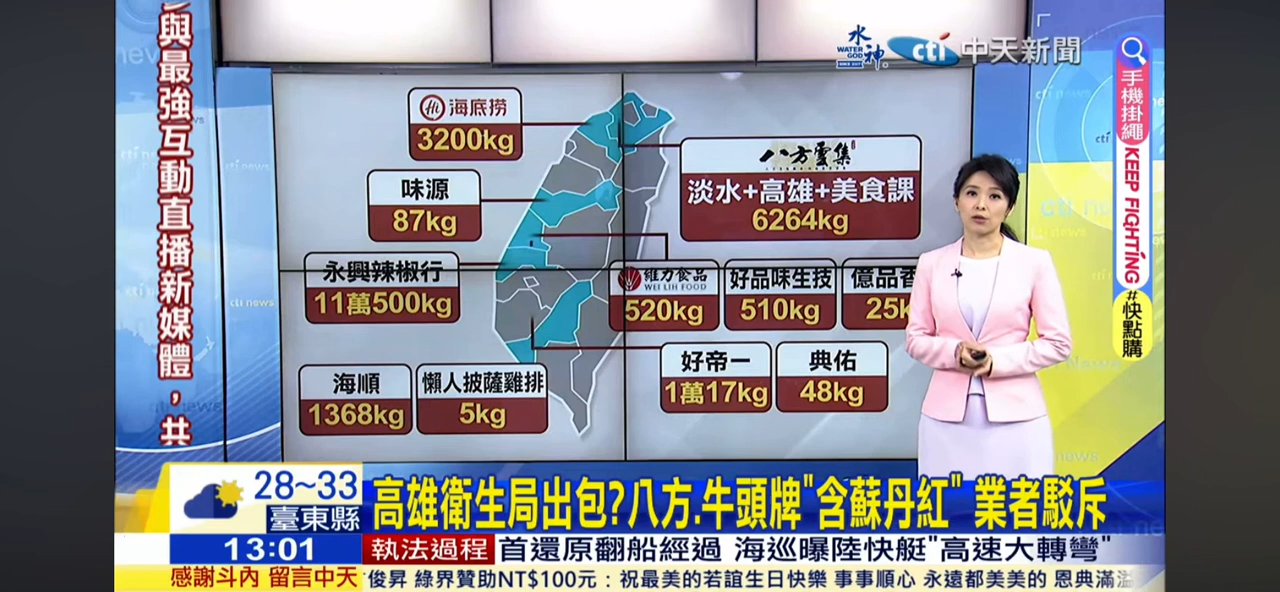 與最強互動直播新媒體，共
水神
WATER GOD
cti 中天新聞
手機掛繩 KEEP FIGHTING #快點購
海底撈
3200kg
八方雲集
淡水+高雄+美食課
6264kg
味源
87kg
永興辣椒行
11萬500kg
維力食品
WEI LIH FOOD
520kg
好品味生技
510kg
億品香
25k
好帝一
1萬17kg
典佑
48kg
海順
1368kg
懶人披薩雞排
5kg
cti news
28~33
臺東縣
高雄衛生局出包?八方.牛頭牌"含蘇丹紅" 業者駁斥
13:01
執法過程 首還原翻船經過 海巡曝陸快艇"高速大轉彎"
感謝斗內 留言中天 俊昇 綠界贊助NT$100元：祝最美的若誼生日快樂 事事順心 永遠都美美的 恩典滿溢